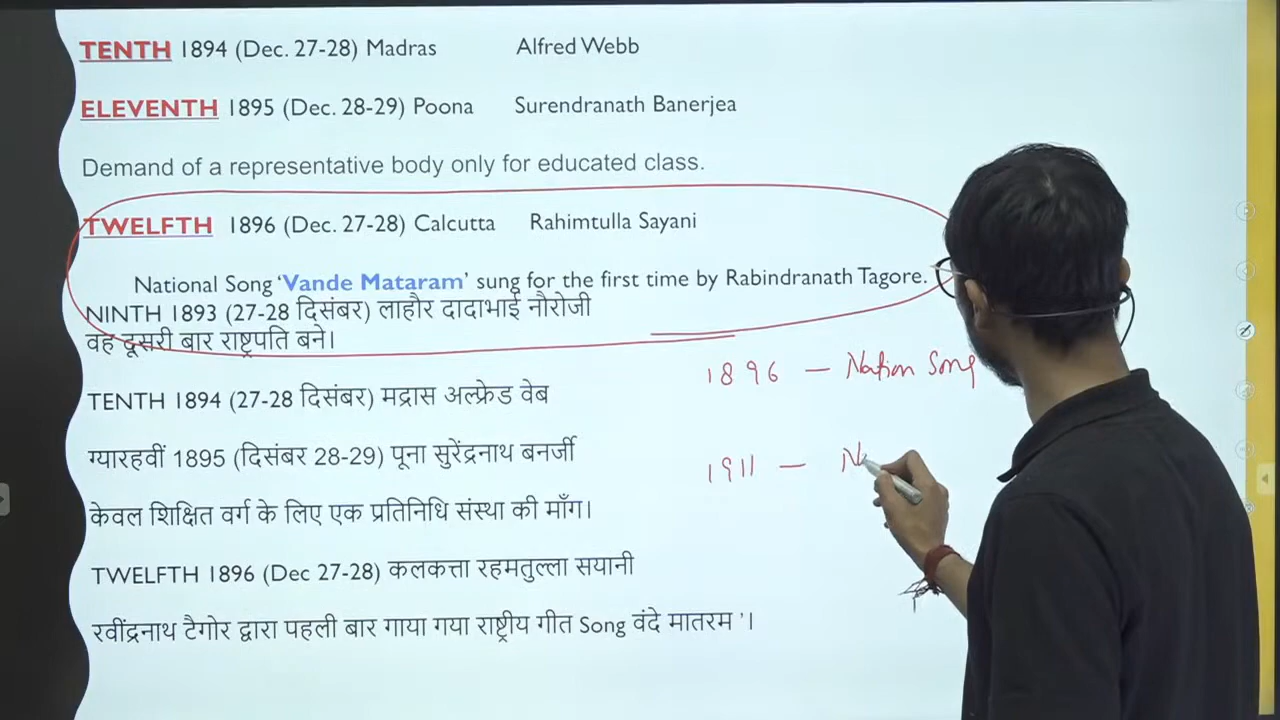 TENTH 1894 (Dec. 27-28) Madras Alfred Webb
ELEVENTH 1895 (Dec. 28-29) Poona Surendranath Banerjea
Demand of a representative body only for educated class.
TWELFTH 1896 (Dec. 27-28) Calcutta Rahimtulla Sayani
National Song ‘Vande Mataram’ sung for the first time by Rabindranath Tagore.
NINTH 1893 (27-28 दिसंबर) लाहौर दादाभाई नौरोजी
वह दूसरी बार राष्ट्रपति बने।
1896 – Nation Song
TENTH 1894 (27-28 दिसंबर) मद्रास अल्फ्रेड वेब
ग्यारहवीं 1895 (दिसंबर 28-29) पूना सुरेंद्रनाथ बनर्जी
1911 – N
केवल शिक्षित वर्ग के लिए एक प्रतिनिधि संस्था की माँग।
TWELFTH 1896 (Dec 27-28) कलकत्ता रहमतुल्ला सयानी
रवींद्रनाथ टैगोर द्वारा पहली बार गाया गया राष्ट्रीय गीत Song वंदे मातरम '।